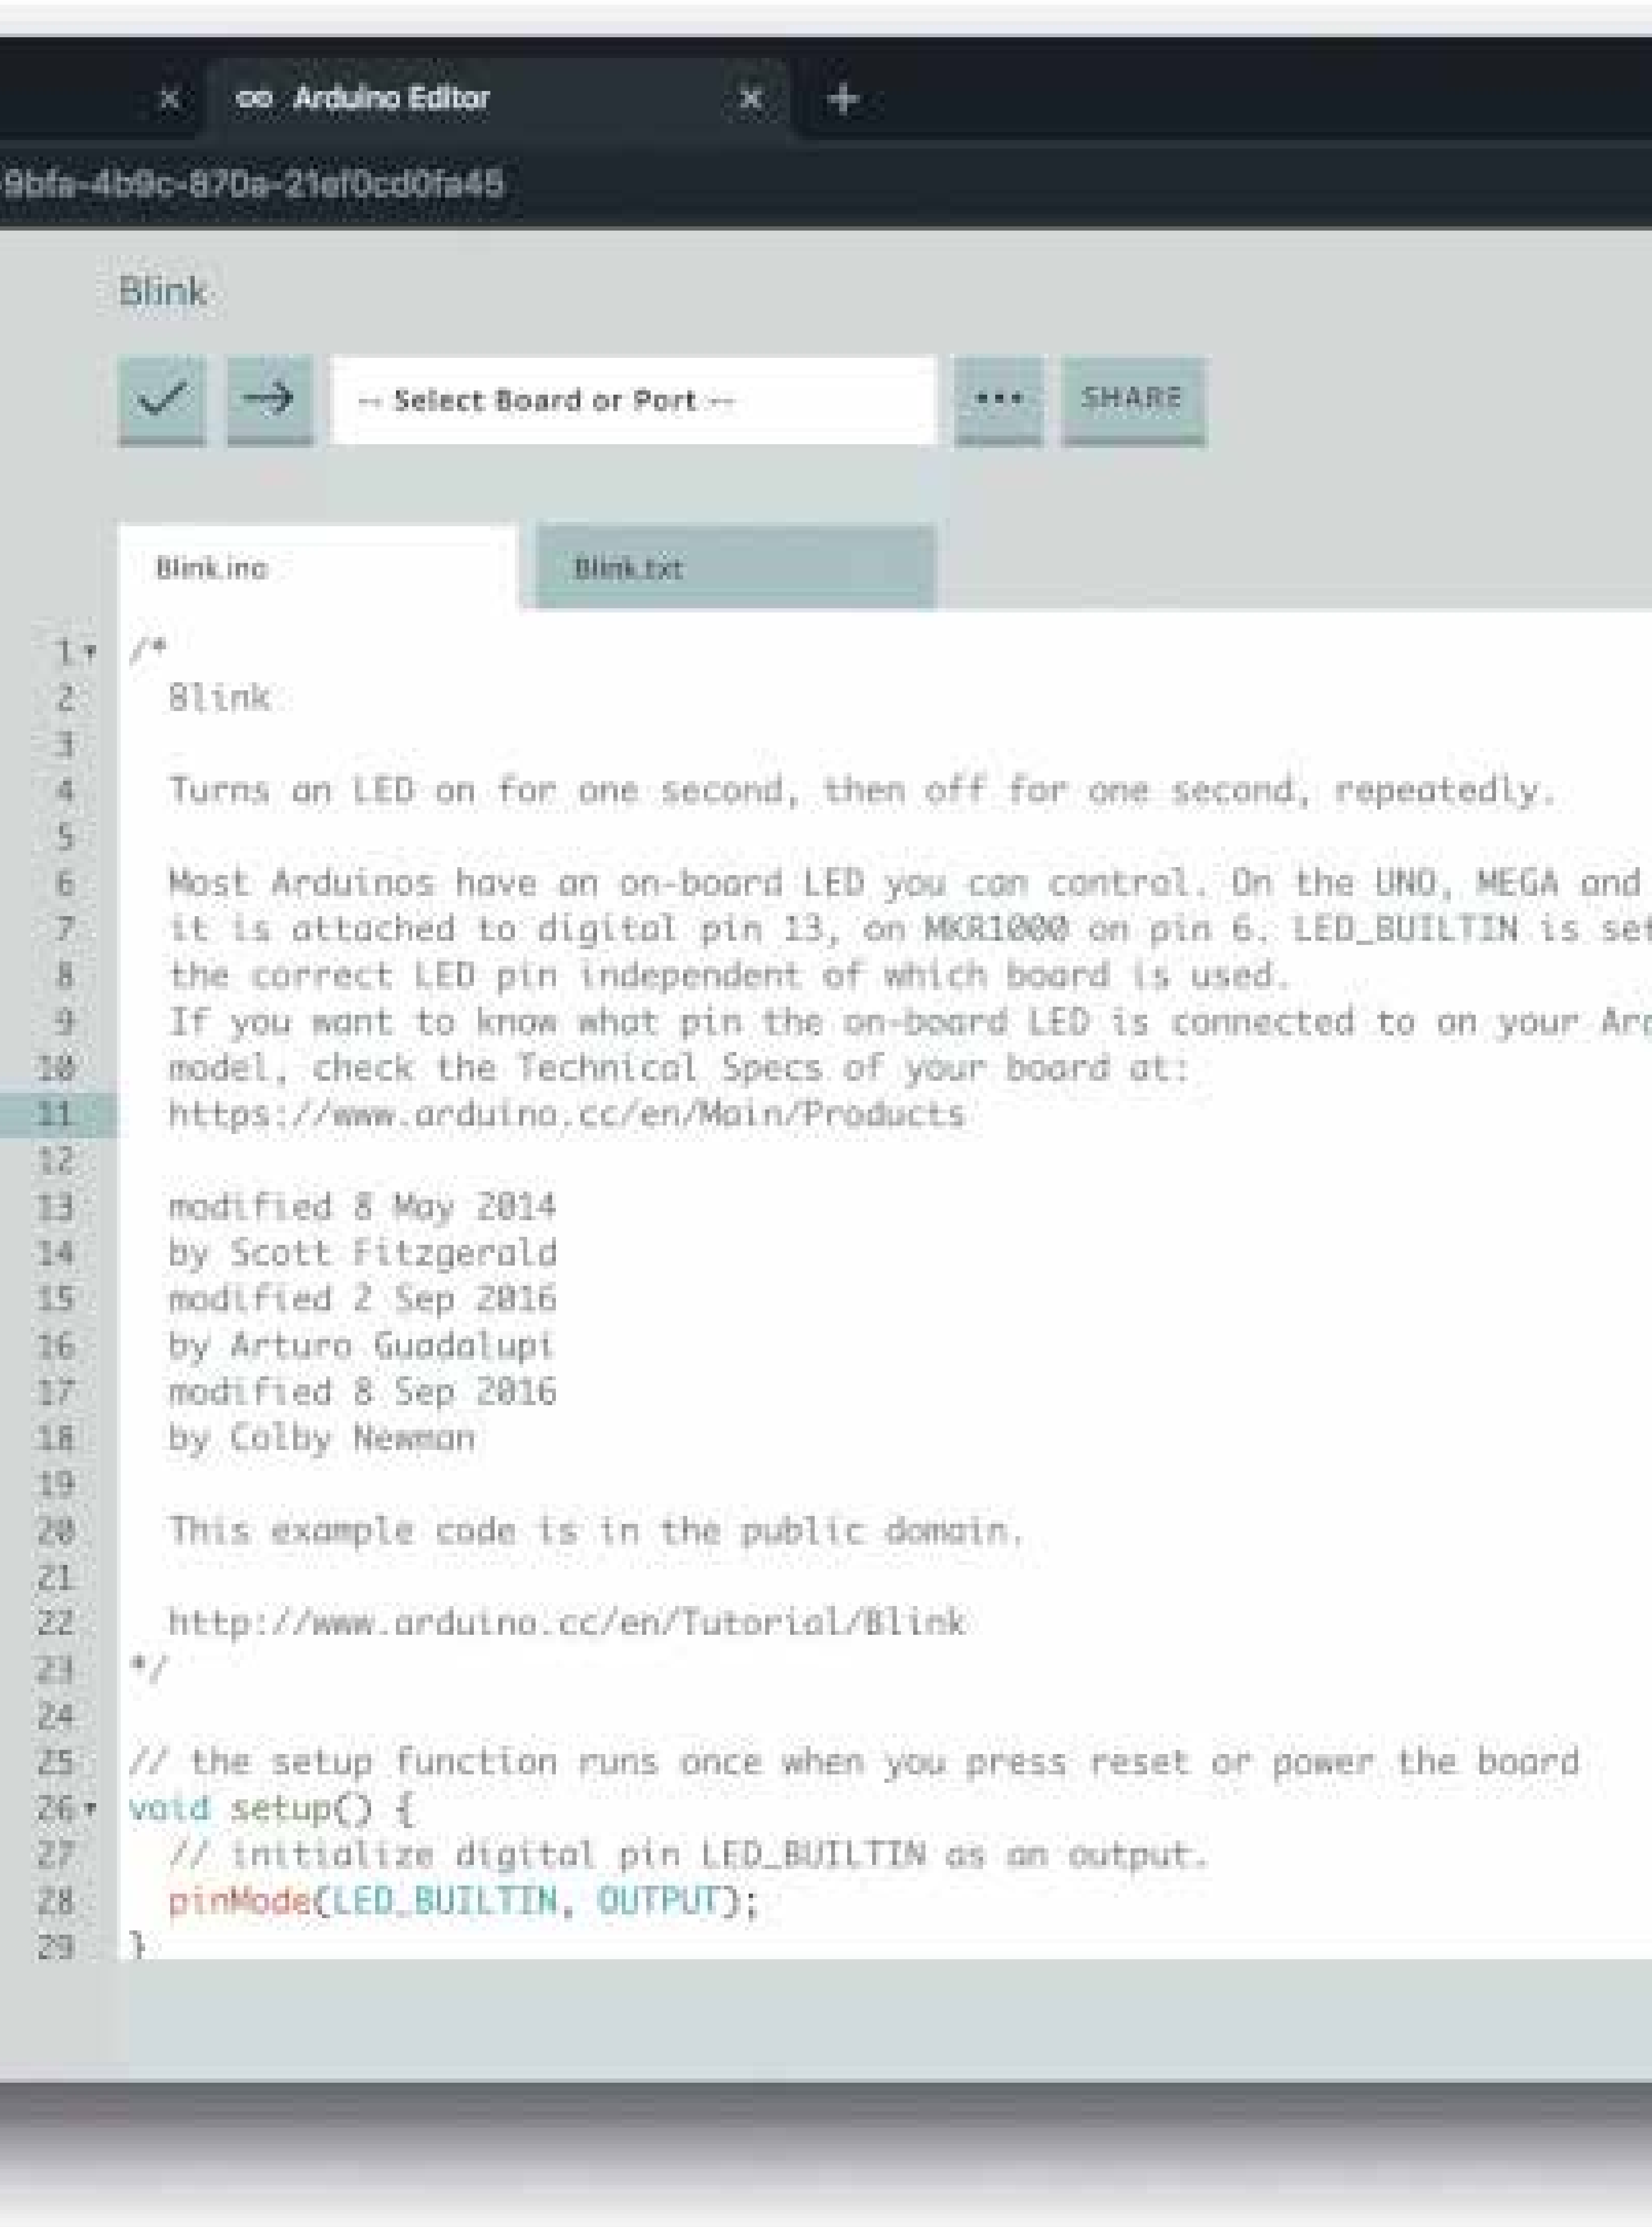 Arduino Editor
-9bfa-4b9c-870a-21ef0cd0fa45
Blink
-- Select Board or Port --
SHARE
Blink.ino
Blink.txt
1 /*
2 Blink
3
4 Turns an LED on for one second, then off for one second, repeatedly.
5
6 Most Arduinos have an on-board LED you can control. On the UNO, MEGA and
7 it is attached to digital pin 13, on MKR1000 on pin 6. LED_BUILTIN is set
8 the correct LED pin independent of which board is used.
9 If you want to know what pin the on-board LED is connected to on your Ard
10 model, check the Technical Specs of your board at:
11 https://www.arduino.cc/en/Main/Products
12
13 modified 8 May 2014
14 by Scott Fitzgerald
15 modified 2 Sep 2016
16 by Arturo Guadalupi
17 modified 8 Sep 2016
18 by Colby Newman
19
20 This example code is in the public domain.
21
22 http://www.arduino.cc/en/Tutorial/Blink
23 */
24
25 // the setup function runs once when you press reset or power the board
26 void setup() {
27 // initialize digital pin LED_BUILTIN as an output.
28 pinMode(LED_BUILTIN, OUTPUT);
29 }